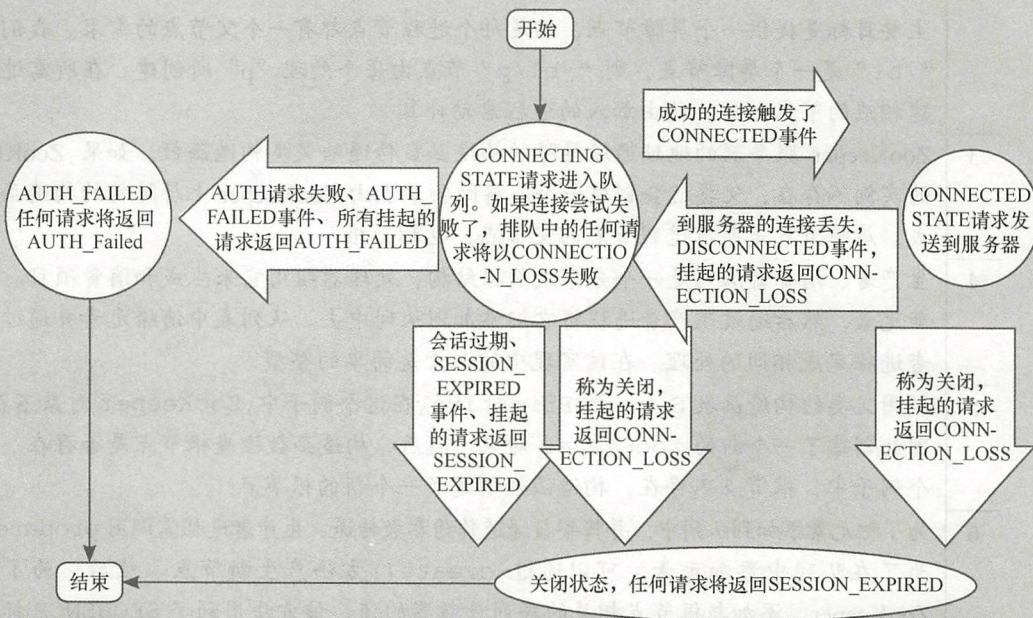 开始
成功的连接触发了
CONNECTED事件
AUTH_FAILED
任何请求将返回
AUTH_Failed
AUTH请求失败、AUTH_
FAILED事件、所有挂起的
请求返回AUTH_FAILED
CONNECTING
STATE请求进入队
列。如果连接尝试失
败了，排队中的任何请
求将以CONNECTIO-
N_LOSS失败
到服务器的连接丢失，
DISCONNECTED事件，
挂起的请求返回CONN-
ECTION_LOSS
CONNECTED
STATE请求发
送到服务器
会话过期、
SESSION_
EXPIRED
事件、挂起
的请求返回
SESSION_
EXPIRED
称为关闭，
挂起的请求
返回CONN-
ECTION_LOSS
称为关闭，
挂起的请求
返回CONN-
ECTION_LOSS
结束
关闭状态，任何请求将返回SESSION_EXPIRED